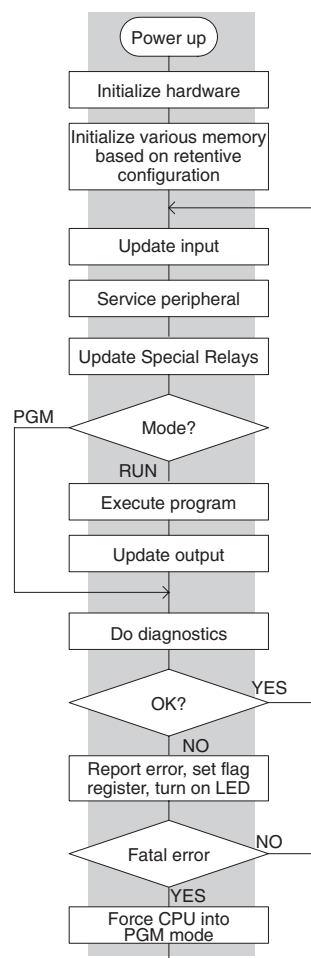 Power up
Initialize hardware
Initialize various memory
based on retentive
configuration
Update input
Service peripheral
Update Special Relays
PGM
Mode?
RUN
Execute program
Update output
Do diagnostics
YES
OK?
NO
Report error, set flag
register, turn on LED
NO
Fatal error
YES
Force CPU into
PGM mode